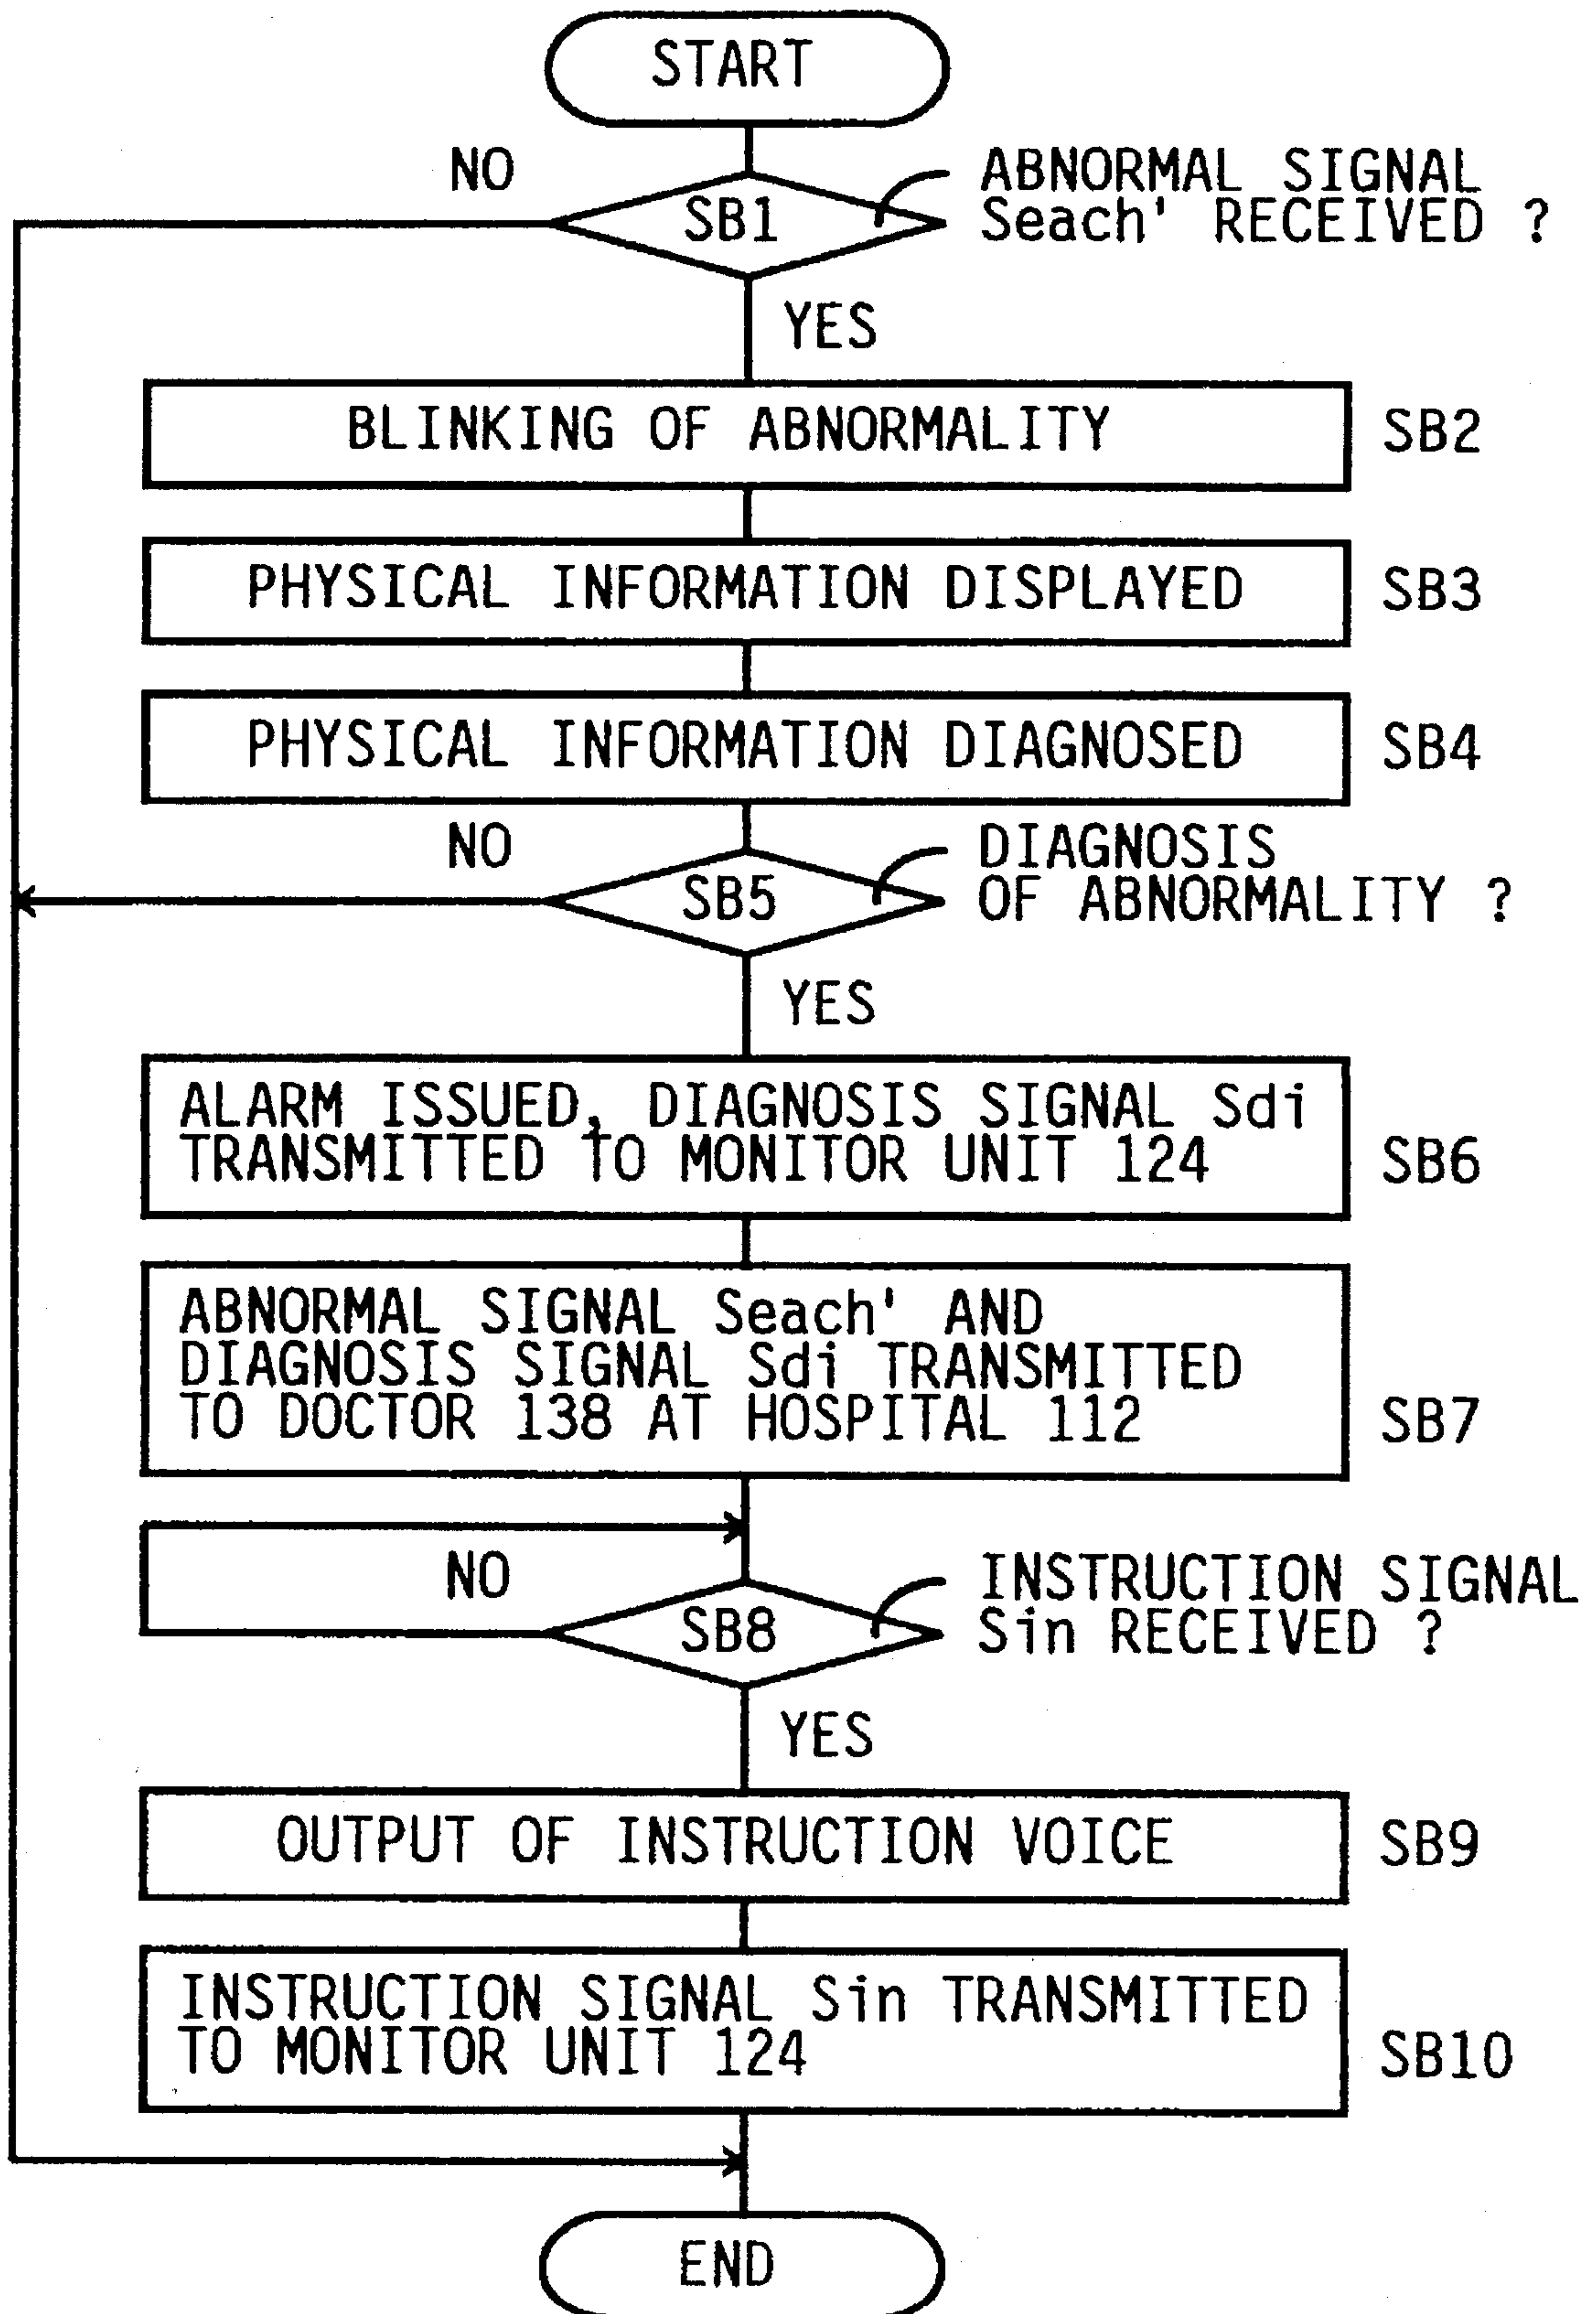 START
NO
ABNORMAL SIGNAL
SB1
Seach' RECEIVED ?
YES
BLINKING OF ABNORMALITY
SB2
PHYSICAL INFORMATION DISPLAYED
SB3
PHYSICAL INFORMATION DIAGNOSED
SB4
NO
DIAGNOSIS
SB5
OF ABNORMALITY ?
YES
ALARM ISSUED, DIAGNOSIS SIGNAL Sdi
TRANSMITTED TO MONITOR UNIT 124
SB6
ABNORMAL SIGNAL Seach' AND
DIAGNOSIS SIGNAL Sdi TRANSMITTED
TO DOCTOR 138 AT HOSPITAL 112
SB7
NO
INSTRUCTION SIGNAL
SB8
Sin RECEIVED ?
YES
OUTPUT OF INSTRUCTION VOICE
SB9
INSTRUCTION SIGNAL Sin TRANSMITTED
TO MONITOR UNIT 124
SB10
END